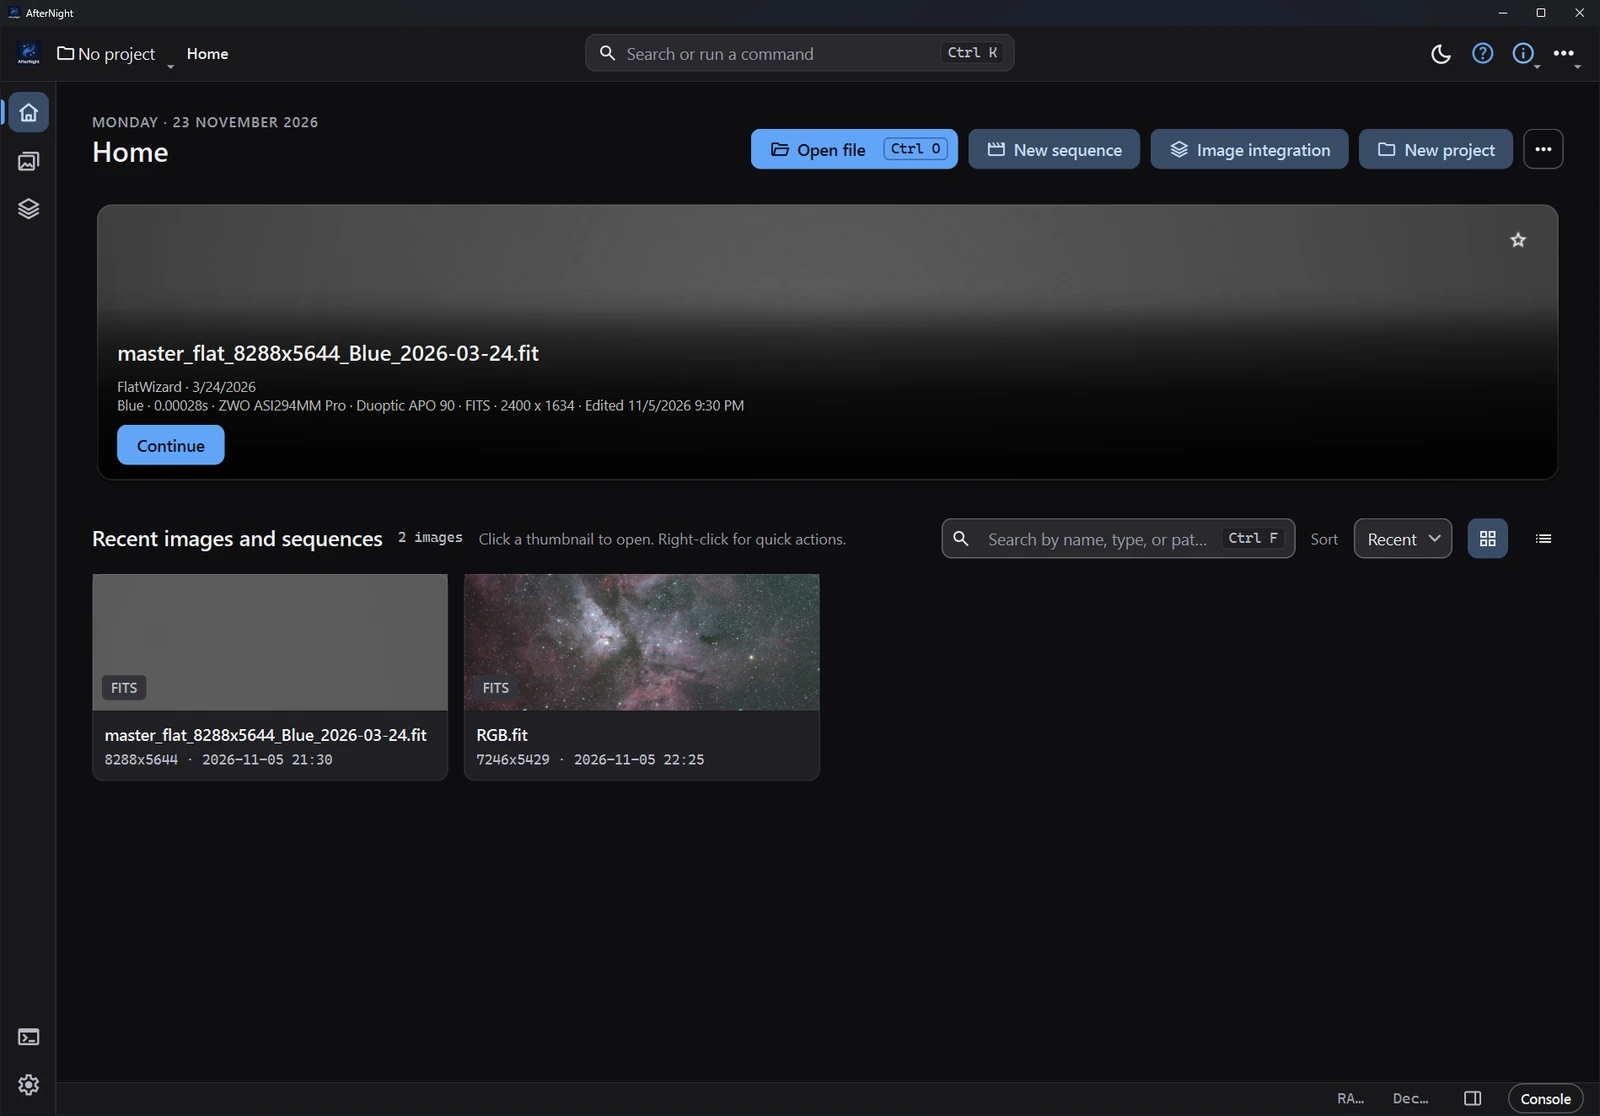 AfterNight
AfterNight
No project
Home
Search or run a command
Ctrl K
MONDAY · 23 NOVEMBER 2026
Home
Open file
Ctrl O
New sequence
Image integration
New project
master_flat_8288x5644_Blue_2026-03-24.fit
FlatWizard · 3/24/2026
Blue · 0.00028s · ZWO ASI294MM Pro · Duoptic APO 90 · FITS · 2400 x 1634 · Edited 11/5/2026 9:30 PM
Continue
Recent images and sequences
2 images
Click a thumbnail to open. Right-click for quick actions.
Search by name, type, or pat...
Ctrl F
Sort
Recent
FITS
master_flat_8288x5644_Blue_2026-03-24.fit
8288x5644 · 2026-11-05 21:30
FITS
RGB.fit
7246x5429 · 2026-11-05 22:25
RA...
Dec...
Console